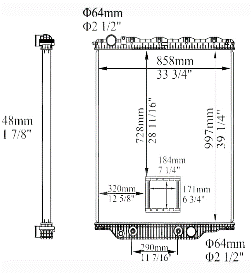 Φ64mm
Φ2 1/2"
858mm
33 3/4"
48mm
1 7/8"
728mm
28 11/16"
997mm
39 1/4"
184mm
7 1/4"
320mm
12 5/8"
171mm
6 3/4"
290mm
11 7/16"
Φ64mm
Φ2 1/2"